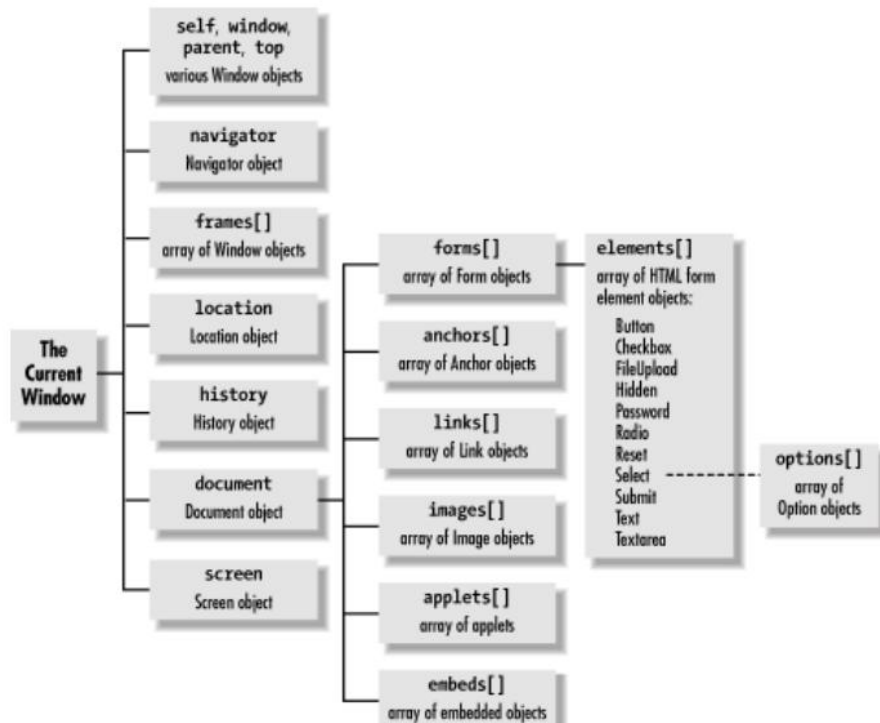 self, window,
parent, top
various Window objects
navigator
Navigator object
frames[]
array of Window objects
location
Location object
The
Current
Window
history
History object
document
Document object
screen
Screen object
forms[]
array of Form objects
anchors[]
array of Anchor objects
links[]
array of Link objects
images[]
array of Image objects
applets[]
array of applets
embeds[]
array of embedded objects
elements[]
array of HTML form
element objects:
Button
Checkbox
FileUpload
Hidden
Password
Radio
Reset
Select
Submit
Text
Textarea
options[]
array of
Option objects